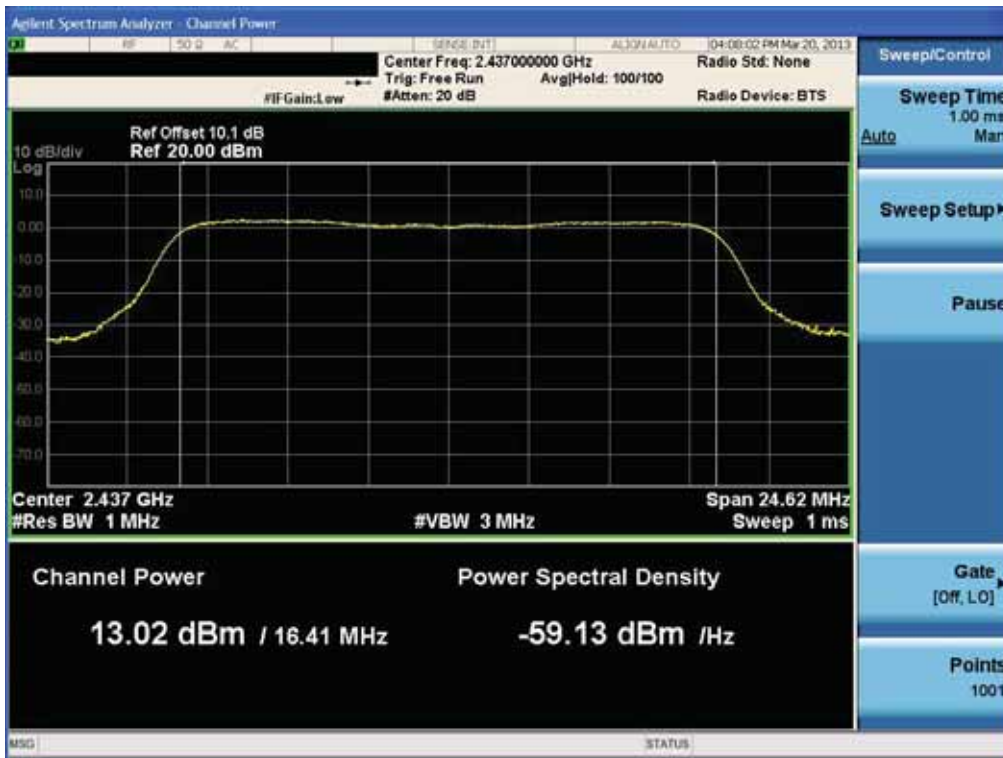 Agilent Spectrum Analyzer - Channel Power
RF 50 Ω AC SENSE:INT ALIGN AUTO 04:08:02 PM Mar 20, 2013
Center Freq: 2.437000000 GHz Radio Std: None
Trig: Free Run Avg|Hold: 100/100
#IFGain:Low #Atten: 20 dB Radio Device: BTS
Ref Offset 10.1 dB
10 dB/div Ref 20.00 dBm
Log
10.0
0.00
-10.0
-20.0
-30.0
-40.0
-50.0
-60.0
-70.0
Center 2.437 GHz Span 24.62 MHz
#Res BW 1 MHz #VBW 3 MHz Sweep 1 ms
Channel Power Power Spectral Density
13.02 dBm / 16.41 MHz -59.13 dBm /Hz
MSG STATUS
Sweep/Control
Sweep Time
1.00 ms
Auto Man
Sweep Setup
Pause
Gate
[Off, LO]
Points
1001